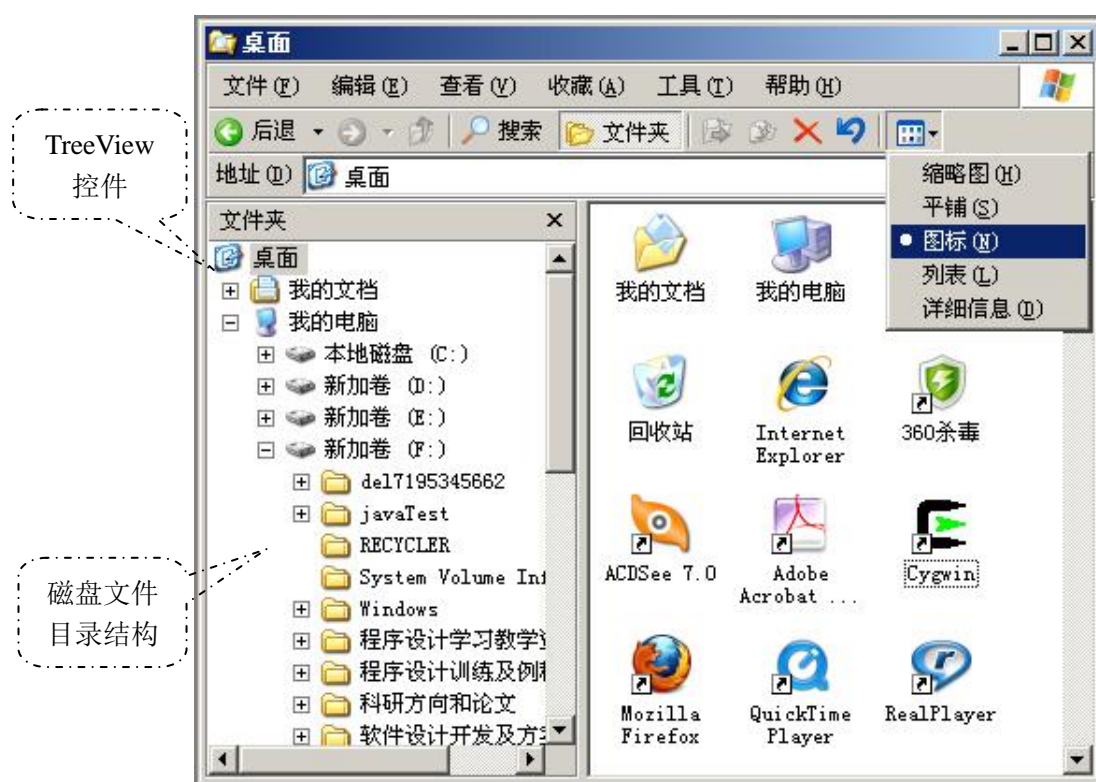 桌面
文件(F) 编辑(E) 查看(V) 收藏(A) 工具(T) 帮助(H)
后退 搜索 文件夹
地址(D) 桌面
TreeView
控件
文件夹
桌面
我的文档
我的电脑
本地磁盘 (C:)
新加卷 (D:)
新加卷 (E:)
新加卷 (F:)
del7195345662
javaTest
RECYCLER
System Volume Inf
Windows
程序设计学习教学
程序设计训练及例
科研方向和论文
软件设计开发及方
磁盘文件
目录结构
缩略图(H)
平铺(S)
图标(N)
列表(L)
详细信息(D)
我的文档
我的电脑
回收站
Internet
Explorer
360杀毒
ACDSee 7.0
Adobe
Acrobat ...
Cygwin
Mozilla
Firefox
QuickTime
Player
RealPlayer